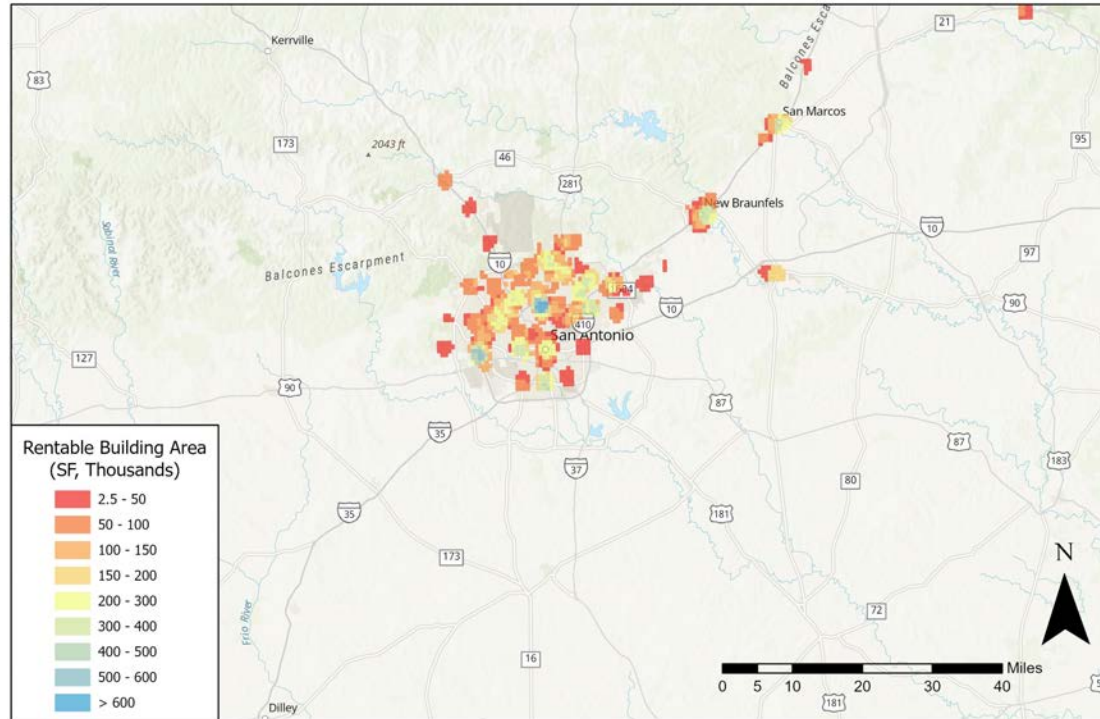 83
Kerrville
21
Balcones Esca
San Marcos
173
2043 ft
46
95
281
New Braunfels
Sabinal River
Balcones Escarpment
10
10
97
10
90
410
San Antonio
127
90
87
35
87
37
183
80
35
181
173
N
Frio River
72
16
Miles
0 5 10 20 30 40
181
5
Dilley
Rentable Building Area
(SF, Thousands)
2.5 - 50
50 - 100
100 - 150
150 - 200
200 - 300
300 - 400
400 - 500
500 - 600
> 600